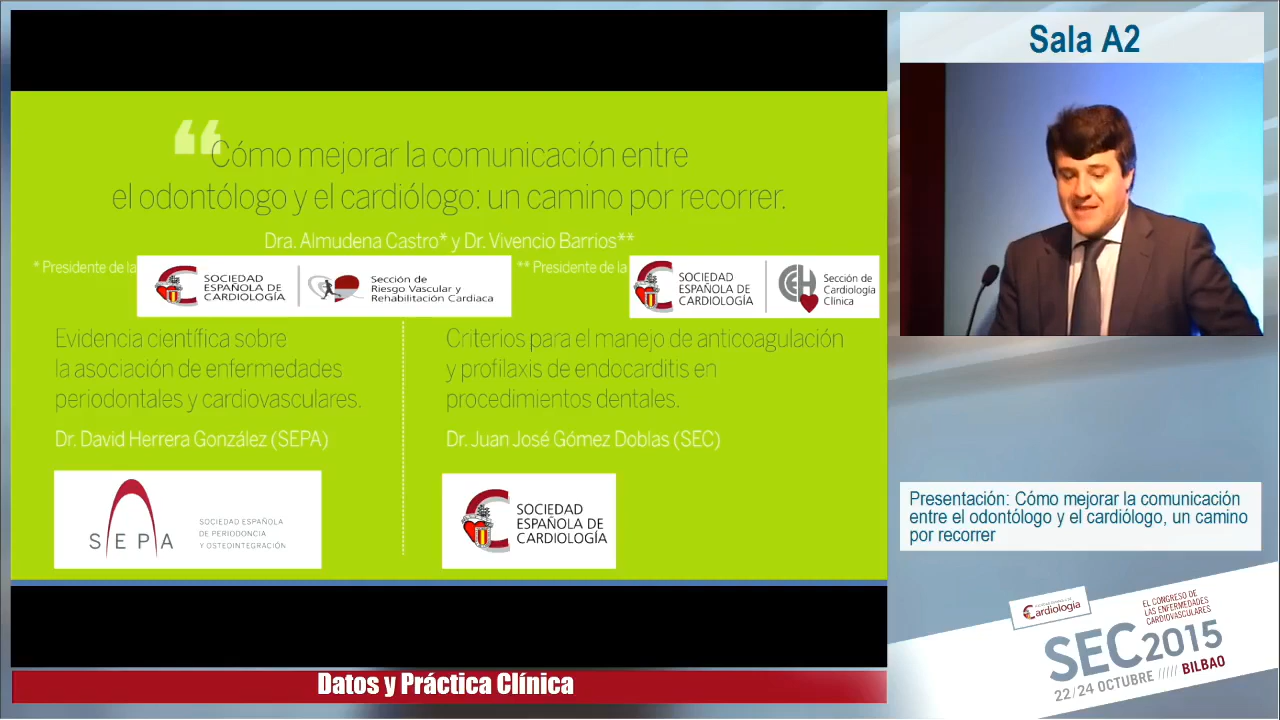 Cómo mejorar la comunicación entre
el odontólogo y el cardiólogo: un camino por recorrer.
Dra. Almudena Castro* y Dr. Vivencio Barrios**
* Presidente de la
SOCIEDAD
ESPAÑOLA DE
CARDIOLOGÍA
Sección de
Riesgo Vascular y
Rehabilitación Cardiaca
** Presidente de la
SOCIEDAD
ESPAÑOLA DE
CARDIOLOGÍA
Sección de
Cardiología
Clínica
Evidencia científica sobre
la asociación de enfermedades
periodontales y cardiovasculares.
Dr. David Herrera González (SEPA)
SEPA
SOCIEDAD ESPAÑOLA
DE PERIODONCIA
Y OSTEOINTEGRACIÓN
Criterios para el manejo de anticoagulación
y profilaxis de endocarditis en
procedimientos dentales.
Dr. Juan José Gómez Doblas (SEC)
SOCIEDAD
ESPAÑOLA DE
CARDIOLOGÍA
Datos y Práctica Clínica
Sala A2
Presentación: Cómo mejorar la comunicación
entre el odontólogo y el cardiólogo, un camino
por recorrer
Cardiología
EL CONGRESO DE
LAS ENFERMEDADES
CARDIOVASCULARES
SEC2015
22/24 OCTUBRE ///// BILBAO